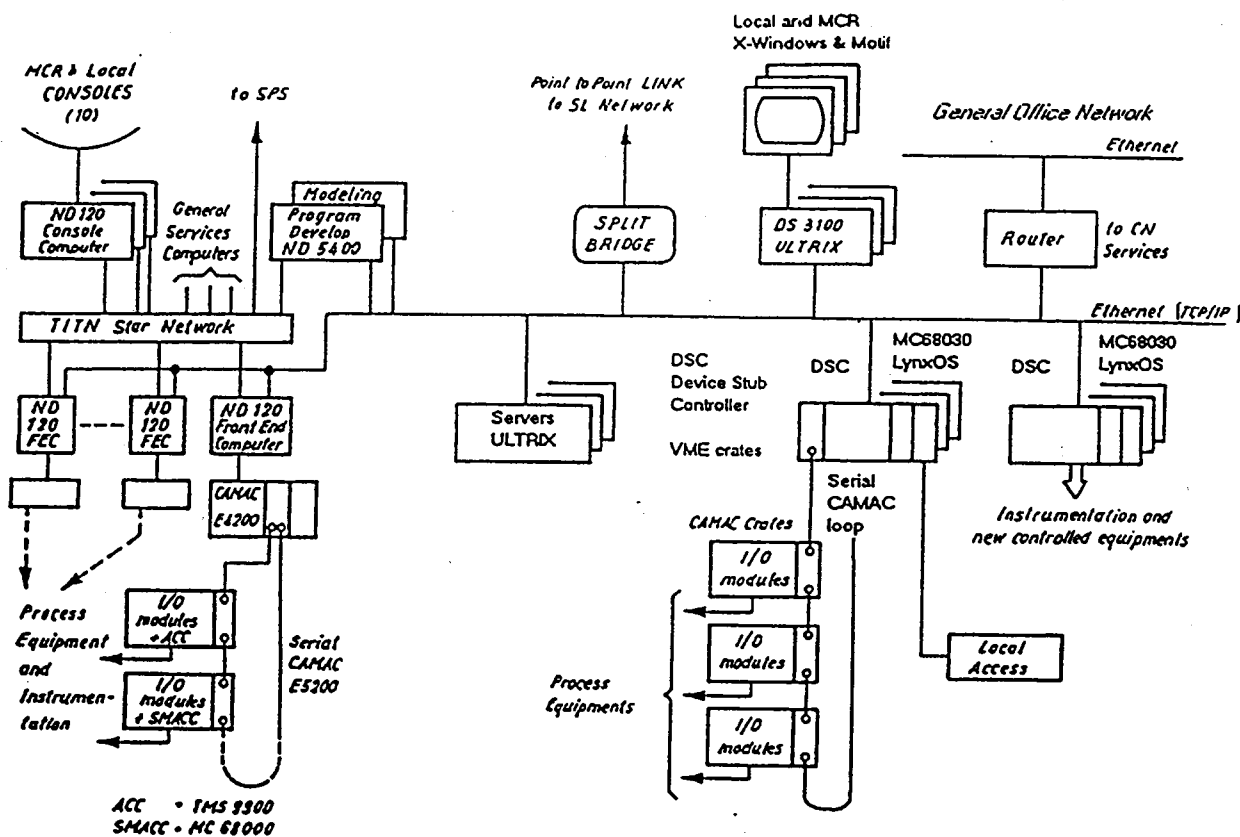 Local and MCR
X-Windows & Motif
MCR & Local
CONSOLES
(10)
to SPS
Point to Point LINK
to SL Network
General Office Network
Ethernet
ND 120
Console
Computer
General
Services
Computers
Modeling
Program
Develop
ND 5400
SPLIT
BRIDGE
DS 3100
ULTRIX
Router
to CN
Services
TITN Star Network
Ethernet (TCP/IP)
ND
120
FEC
ND
120
FEC
ND 120
Front End
Computer
Servers
ULTRIX
DSC
Device Stub
Controller
VME crates
DSC
MC68030
LynxOS
DSC
MC68030
LynxOS
CAMAC
E4200
Serial
CAMAC
loop
Instrumentation and
new controlled equipments
CAMAC Crates
I/O
modules
I/O
modules
I/O
modules
Process
Equipments
Local
Access
Process
Equipment
and
Instrumen-
tation
I/O
modules
+ ACC
I/O
modules
+ SMACC
Serial
CAMAC
E5200
ACC = TMS 9900
SMACC = MC 68000